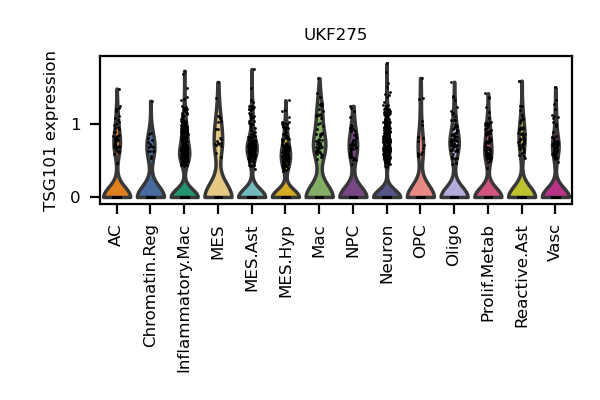 UKF275
TSG101 expression
1
0
AC
Chromatin.Reg
Inflammatory.Mac
MES
MES.Ast
MES.Hyp
Mac
NPC
Neuron
OPC
Oligo
Prolif.Metab
Reactive.Ast
Vasc